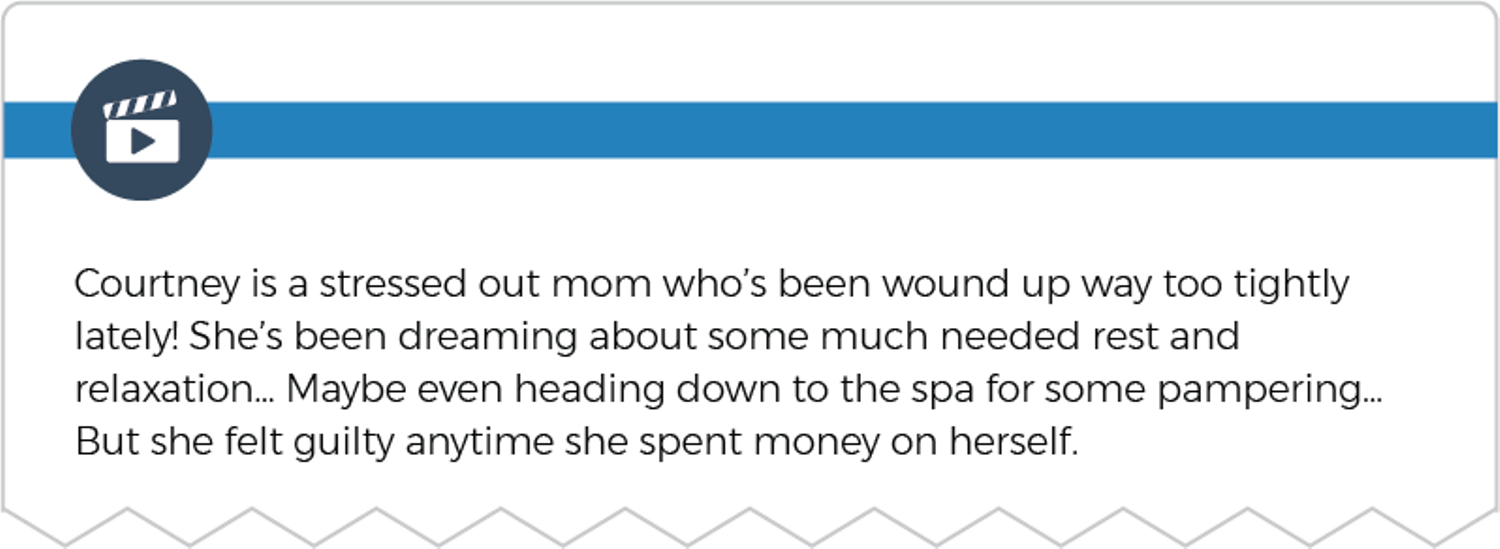 Courtney is a stressed out mom who’s been wound up way too tightly
lately! She’s been dreaming about some much needed rest and
relaxation... Maybe even heading down to the spa for some pampering...
But she felt guilty anytime she spent money on herself.